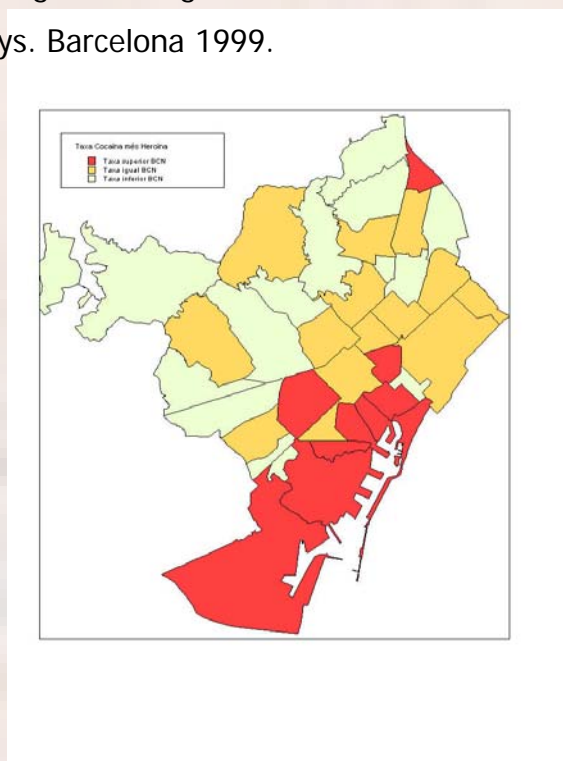 ys. Barcelona 1999.
Taxa Cocaïna més Heroïna
Taxa superior BCN
Taxa igual BCN
Taxa inferior BCN